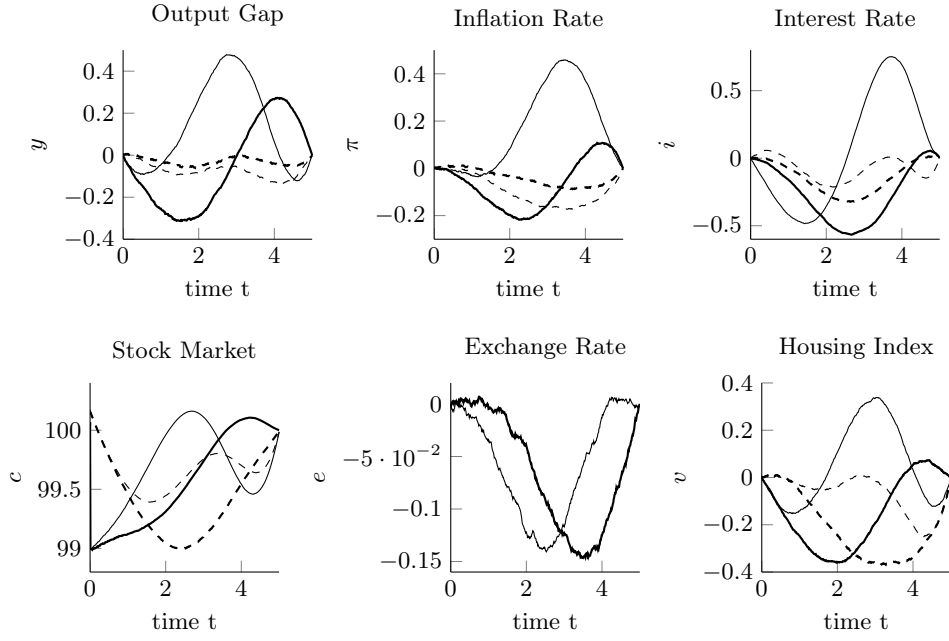 Output Gap
0.4
0.2
0
−0.2
−0.4
y
0 2 4
time t
Inflation Rate
0.4
0.2
0
−0.2
π
0 2 4
time t
Interest Rate
0.5
0
−0.5
i
0 2 4
time t
Stock Market
100
99.5
99
c
0 2 4
time t
Exchange Rate
0
−5 · 10−2
−0.1
−0.15
e
0 2 4
time t
Housing Index
0.4
0.2
0
−0.2
−0.4
v
0 2 4
time t